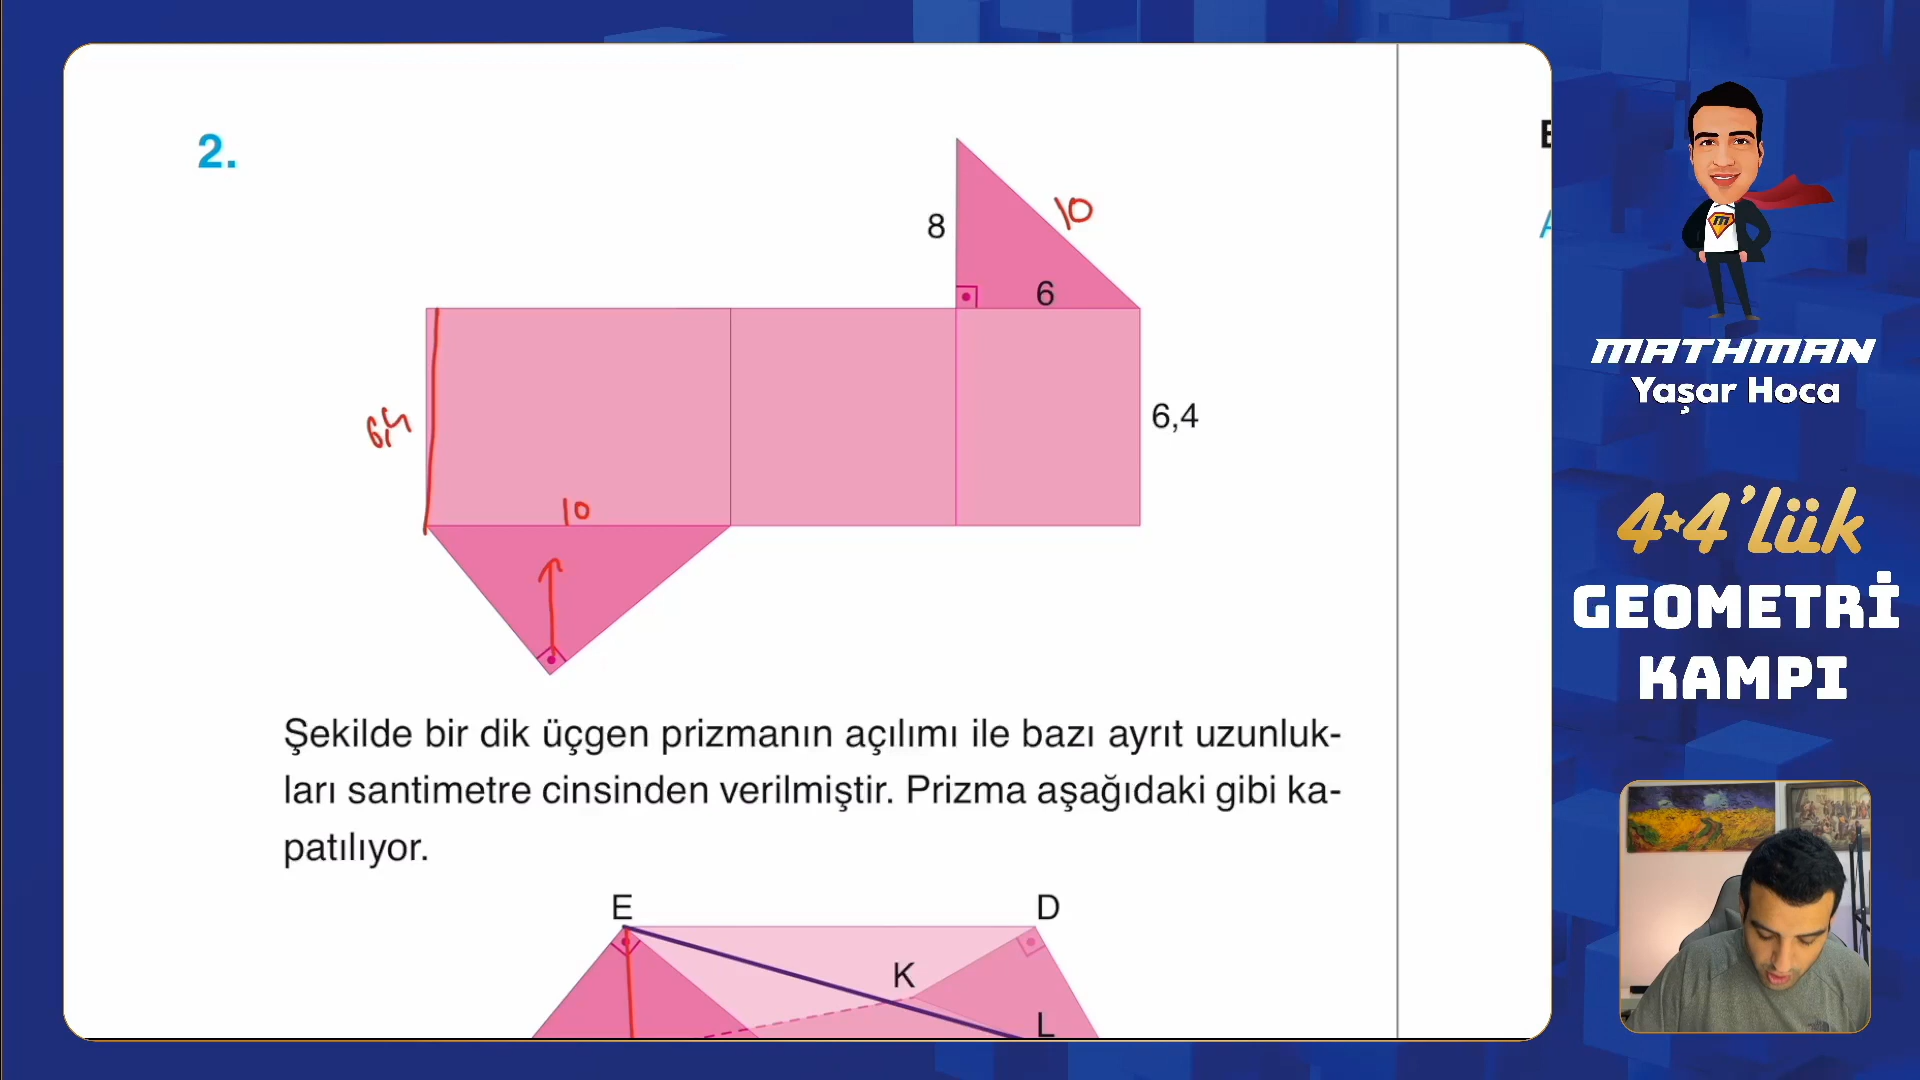 2.
8
10
6
6,4
6,4
10
Şekilde bir dik üçgen prizmanın açılımı ile bazı ayrıt uzunluk-
ları santimetre cinsinden verilmiştir. Prizma aşağıdaki gibi ka-
patılıyor.
E
D
K
L
M
MATHMAN
Yaşar Hoca
4★4'lük
GEOMETRİ
KAMPI